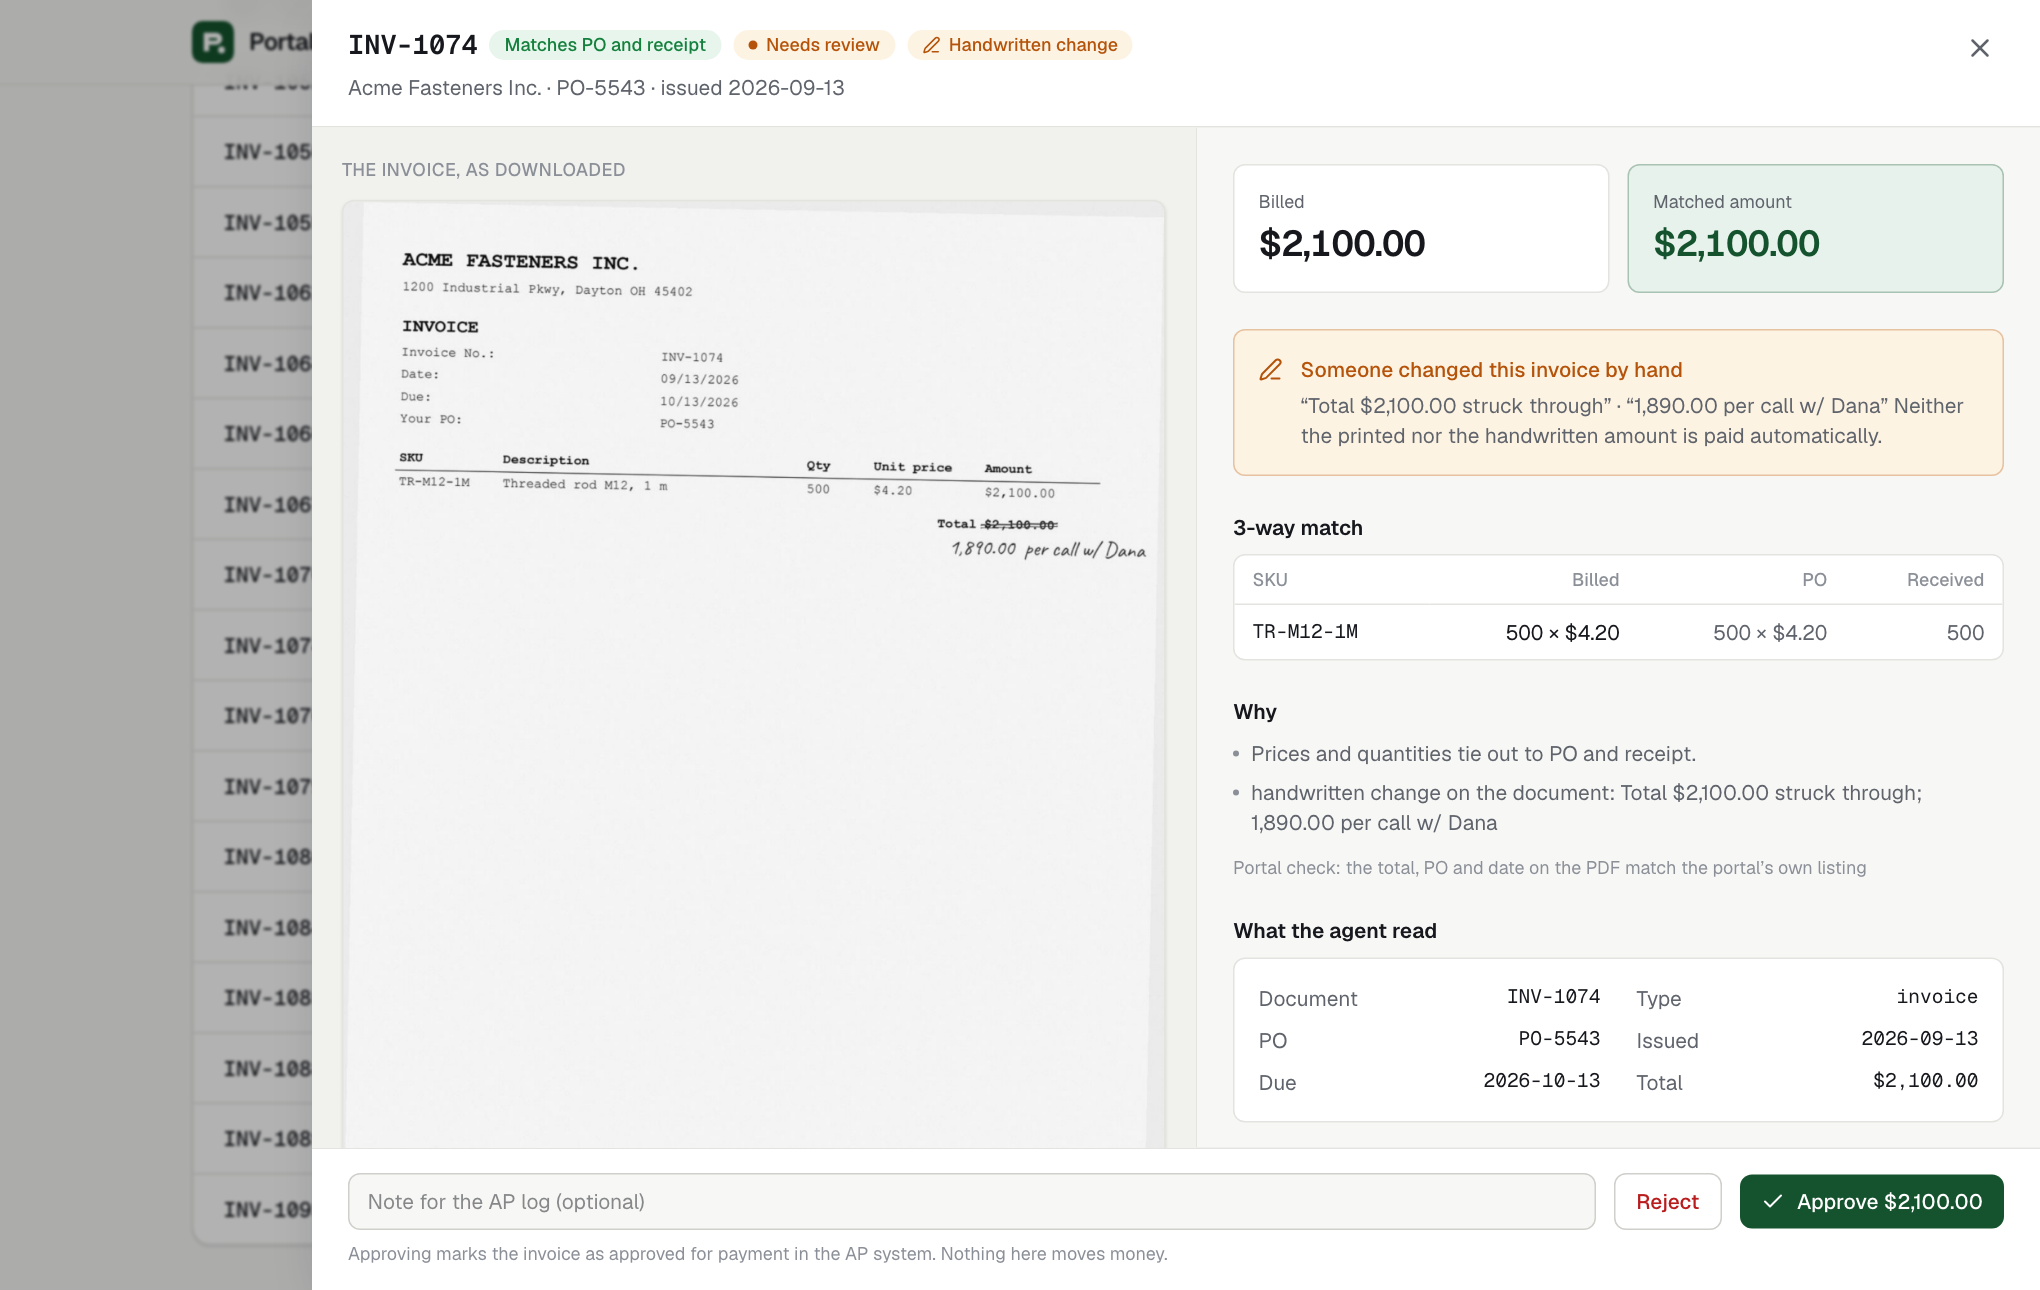 P. Portal
INV-105
INV-105
INV-106
INV-106
INV-106
INV-106
INV-107
INV-107
INV-107
INV-107
INV-108
INV-108
INV-108
INV-108
INV-108
INV-109
INV-1074 Matches PO and receipt Needs review Handwritten change
Acme Fasteners Inc. · PO-5543 · issued 2026-09-13
THE INVOICE, AS DOWNLOADED
ACME FASTENERS INC.
1200 Industrial Pkwy, Dayton OH 45402
INVOICE
Invoice No.: INV-1074
Date: 09/13/2026
Due: 10/13/2026
Your PO: PO-5543
SKU Description Qty Unit price Amount
TR-M12-1M Threaded rod M12, 1 m 500 $4.20 $2,100.00
Total $2,100.00
1,890.00 per call w/ Dana
Billed
$2,100.00
Matched amount
$2,100.00
Someone changed this invoice by hand
“Total $2,100.00 struck through” · “1,890.00 per call w/ Dana” Neither
the printed nor the handwritten amount is paid automatically.
3-way match
SKU Billed PO Received
TR-M12-1M 500 × $4.20 500 × $4.20 500
Why
• Prices and quantities tie out to PO and receipt.
• handwritten change on the document: Total $2,100.00 struck through;
1,890.00 per call w/ Dana
Portal check: the total, PO and date on the PDF match the portal’s own listing
What the agent read
Document INV-1074 Type invoice
PO PO-5543 Issued 2026-09-13
Due 2026-10-13 Total $2,100.00
Note for the AP log (optional)
Reject
Approve $2,100.00
Approving marks the invoice as approved for payment in the AP system. Nothing here moves money.